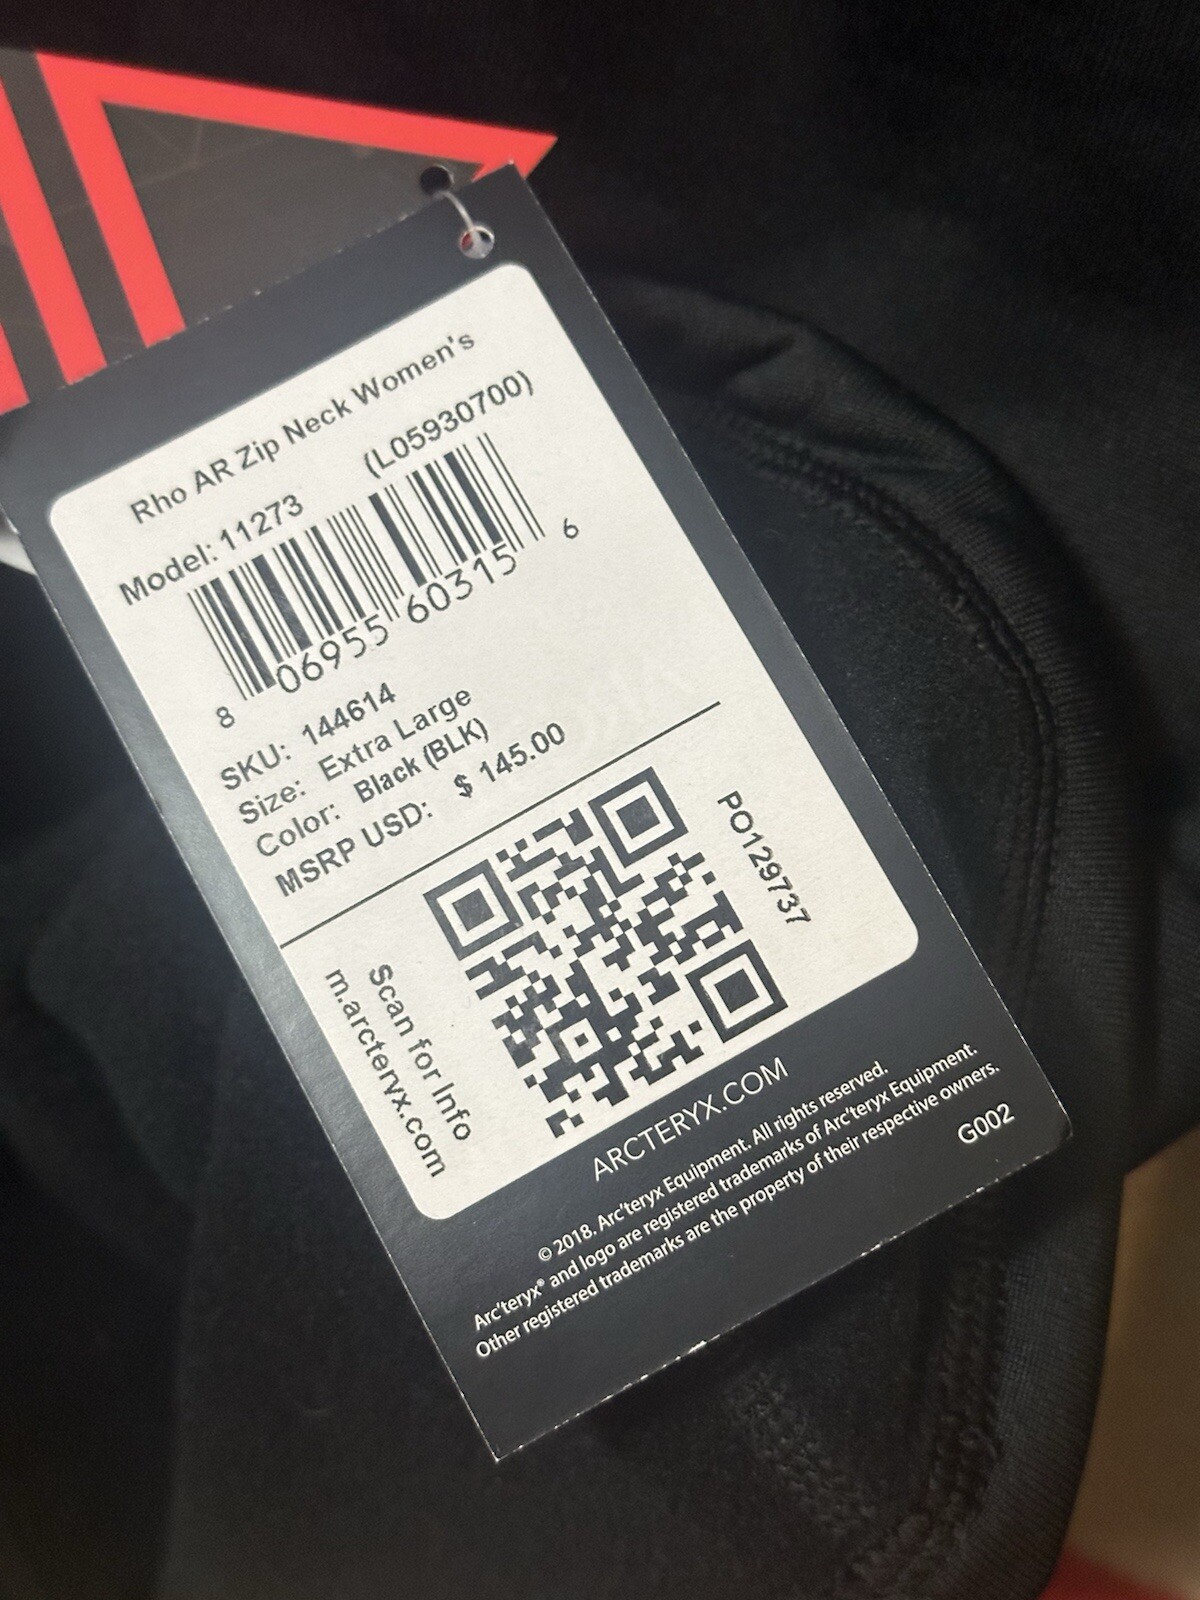 Rho AR Zip Neck Women's
Model: 11273 (L05930700)
8 06955 60315 6
SKU: 144614
Size: Extra Large
Color: Black (BLK)
MSRP USD: $ 145.00
PO129737
Scan for Info
m.arcteryx.com
ARCTERYX.COM
© 2018. Arc'teryx Equipment. All rights reserved.
Arc'teryx® and logo are registered trademarks of Arc'teryx Equipment.
Other registered trademarks are the property of their respective owners.
G002